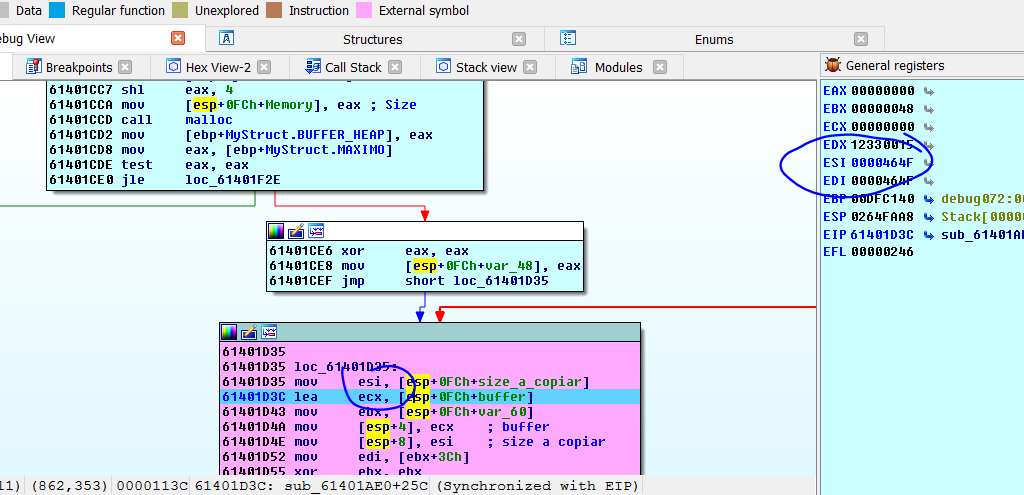 Data Regular function Unexplored Instruction External symbol
ebug View Structures Enums
Breakpoints Hex View-2 Call Stack Stack view Modules General registers
61401CC7 shl eax, 4
61401CCA mov [esp+0FCh+Memory], eax ; Size
61401CCD call malloc
61401CD2 mov [ebp+MyStruct.BUFFER_HEAP], eax
61401CD8 mov eax, [ebp+MyStruct.MAXIMO]
61401CDE test eax, eax
61401CE0 jle loc_61401F2E
61401CE6 xor eax, eax
61401CE8 mov [esp+0FCh+var_48], eax
61401CEF jmp short loc_61401D35
61401D35
61401D35 loc_61401D35:
61401D35 mov esi, [esp+0FCh+size_a_copiar]
61401D3C lea ecx, [esp+0FCh+buffer]
61401D43 mov ebx, [esp+0FCh+var_60]
61401D4A mov [esp+4], ecx ; buffer
61401D4E mov [esp+8], esi ; size a copiar
61401D52 mov edi, [ebx+3Ch]
61401D55 xor ebx, ebx
EAX 00000000
EBX 00000048
ECX 00000000
EDX 12330015
ESI 0000464F
EDI 0000464F
EBP 00DFC140 debug072:0
ESP 0264FAA8 Stack[0000
EIP 61401D3C sub_61401A
EFL 00000246
11) (862,353) 0000113C 61401D3C: sub_61401AE0+25C (Synchronized with EIP)